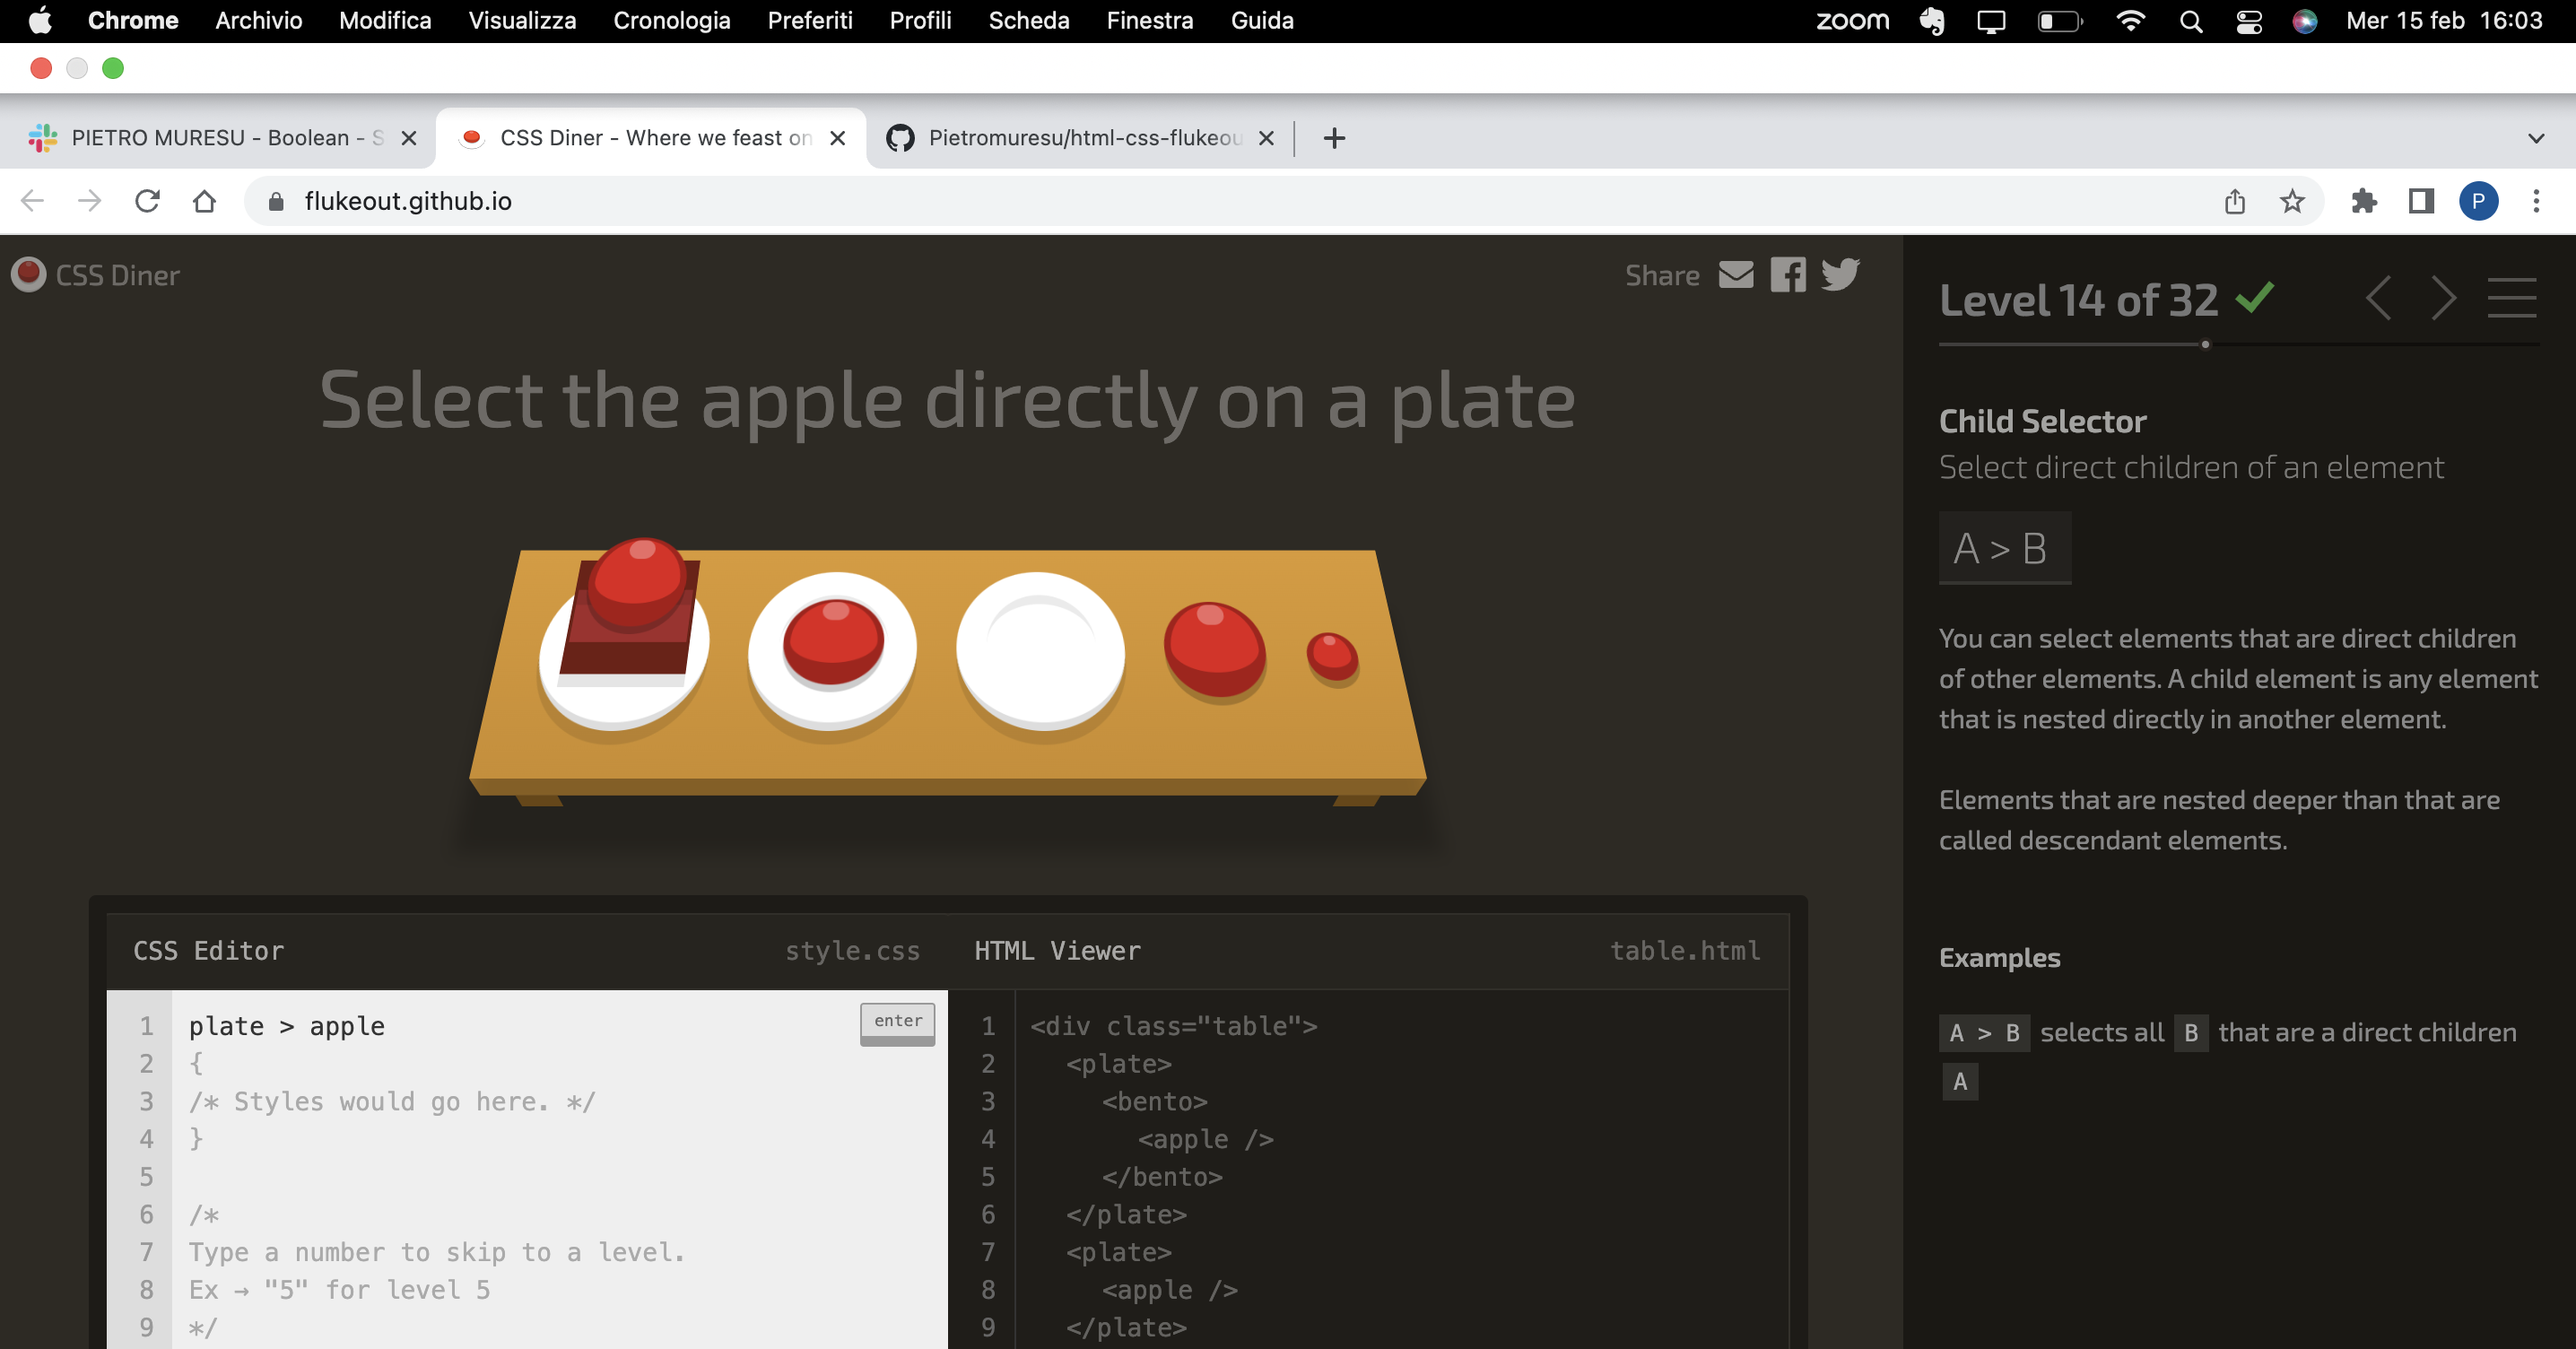 Chrome Archivio Modifica Visualizza Cronologia Preferiti Profili Scheda Finestra Guida zoom Mer 15 feb 16:03
PIETRO MURESU - Boolean - S CSS Diner - Where we feast on Pietromuresu/html-css-flukeou
flukeout.github.io P
CSS Diner Share
Level 14 of 32
Select the apple directly on a plate
Child Selector
Select direct children of an element
A > B
You can select elements that are direct children
of other elements. A child element is any element
that is nested directly in another element.
Elements that are nested deeper than that are
called descendant elements.
Examples
A > B selects all B that are a direct children
A
CSS Editor style.css
enter
1 plate > apple
2 {
3 /* Styles would go here. */
4 }
5
6 /*
7 Type a number to skip to a level.
8 Ex → "5" for level 5
9 */
HTML Viewer table.html
1 <div class="table">
2 <plate>
3 <bento>
4 <apple />
5 </bento>
6 </plate>
7 <plate>
8 <apple />
9 </plate>